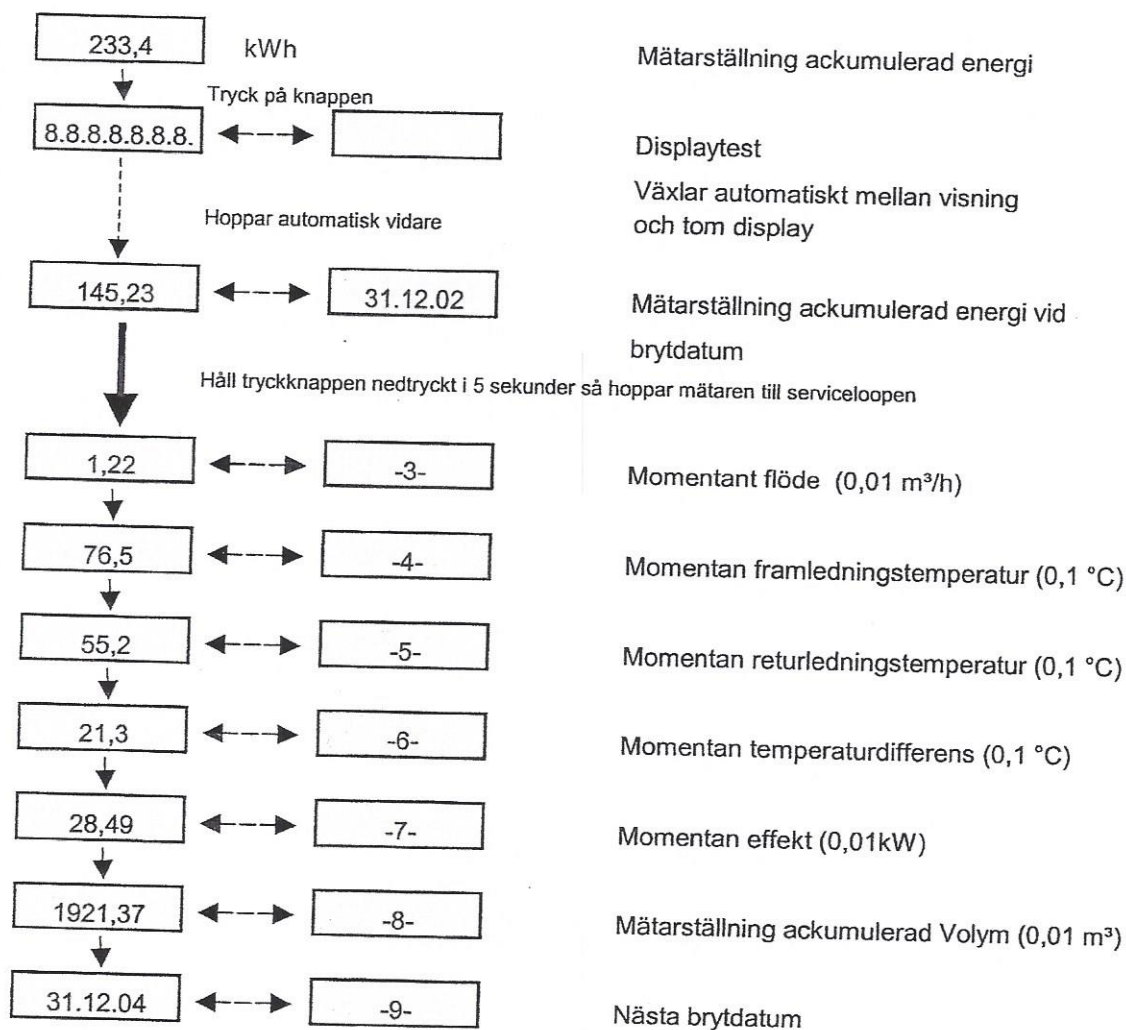 233,4 kWh Mätarställning ackumulerad energi
Tryck på knappen
8.8.8.8.8.8.8. Displaytest
Växlar automatiskt mellan visning
och tom display
Hoppar automatisk vidare
145,23 31.12.02 Mätarställning ackumulerad energi vid
brytdatum
Håll tryckknappen nedtryckt i 5 sekunder så hoppar mätaren till serviceloopen
1,22 -3- Momentant flöde (0,01 m³/h)
76,5 -4- Momentan framledningstemperatur (0,1 °C)
55,2 -5- Momentan returledningstemperatur (0,1 °C)
21,3 -6- Momentan temperaturdifferens (0,1 °C)
28,49 -7- Momentan effekt (0,01kW)
1921,37 -8- Mätarställning ackumulerad Volym (0,01 m³)
31.12.04 -9- Nästa brytdatum